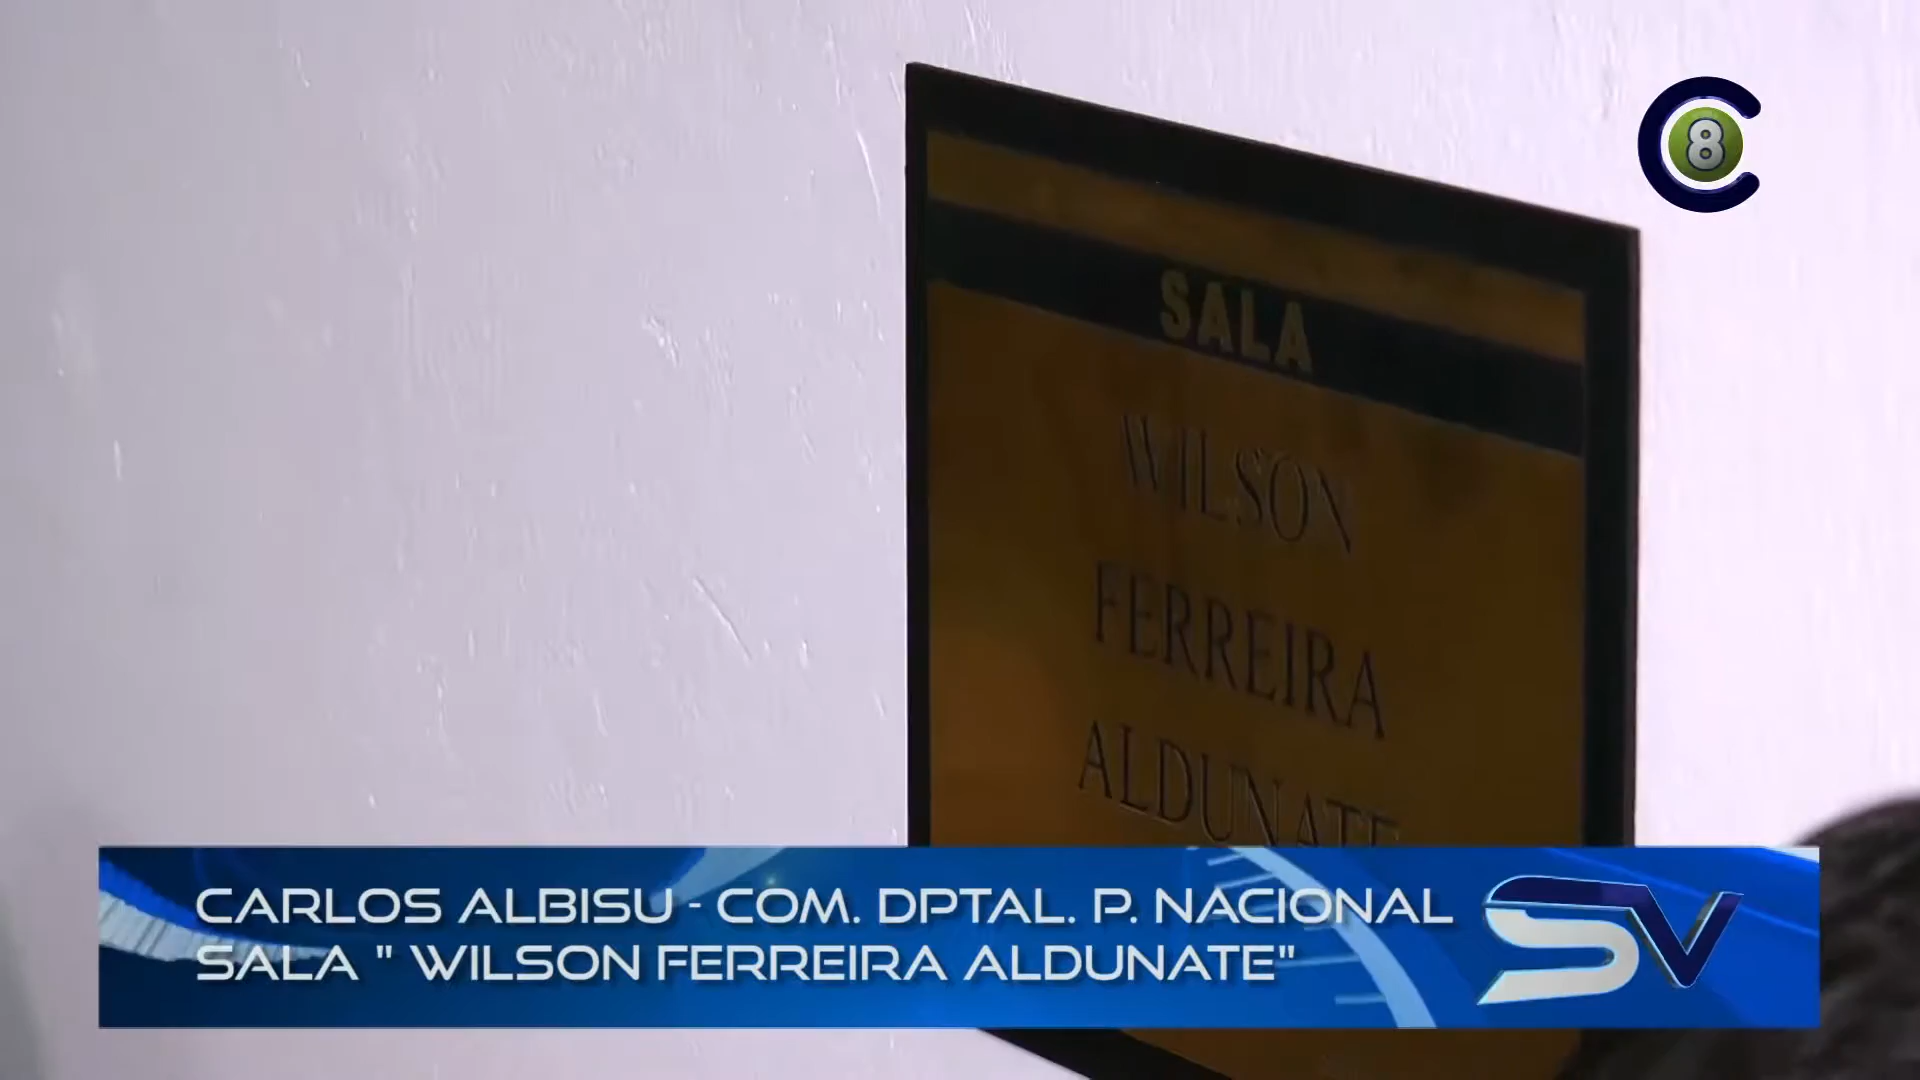 8
SALA
WILSON
FERREIRA
ALDUNATE
CARLOS ALBISU - COM. DPTAL. P. NACIONAL
SALA " WILSON FERREIRA ALDUNATE"
SV